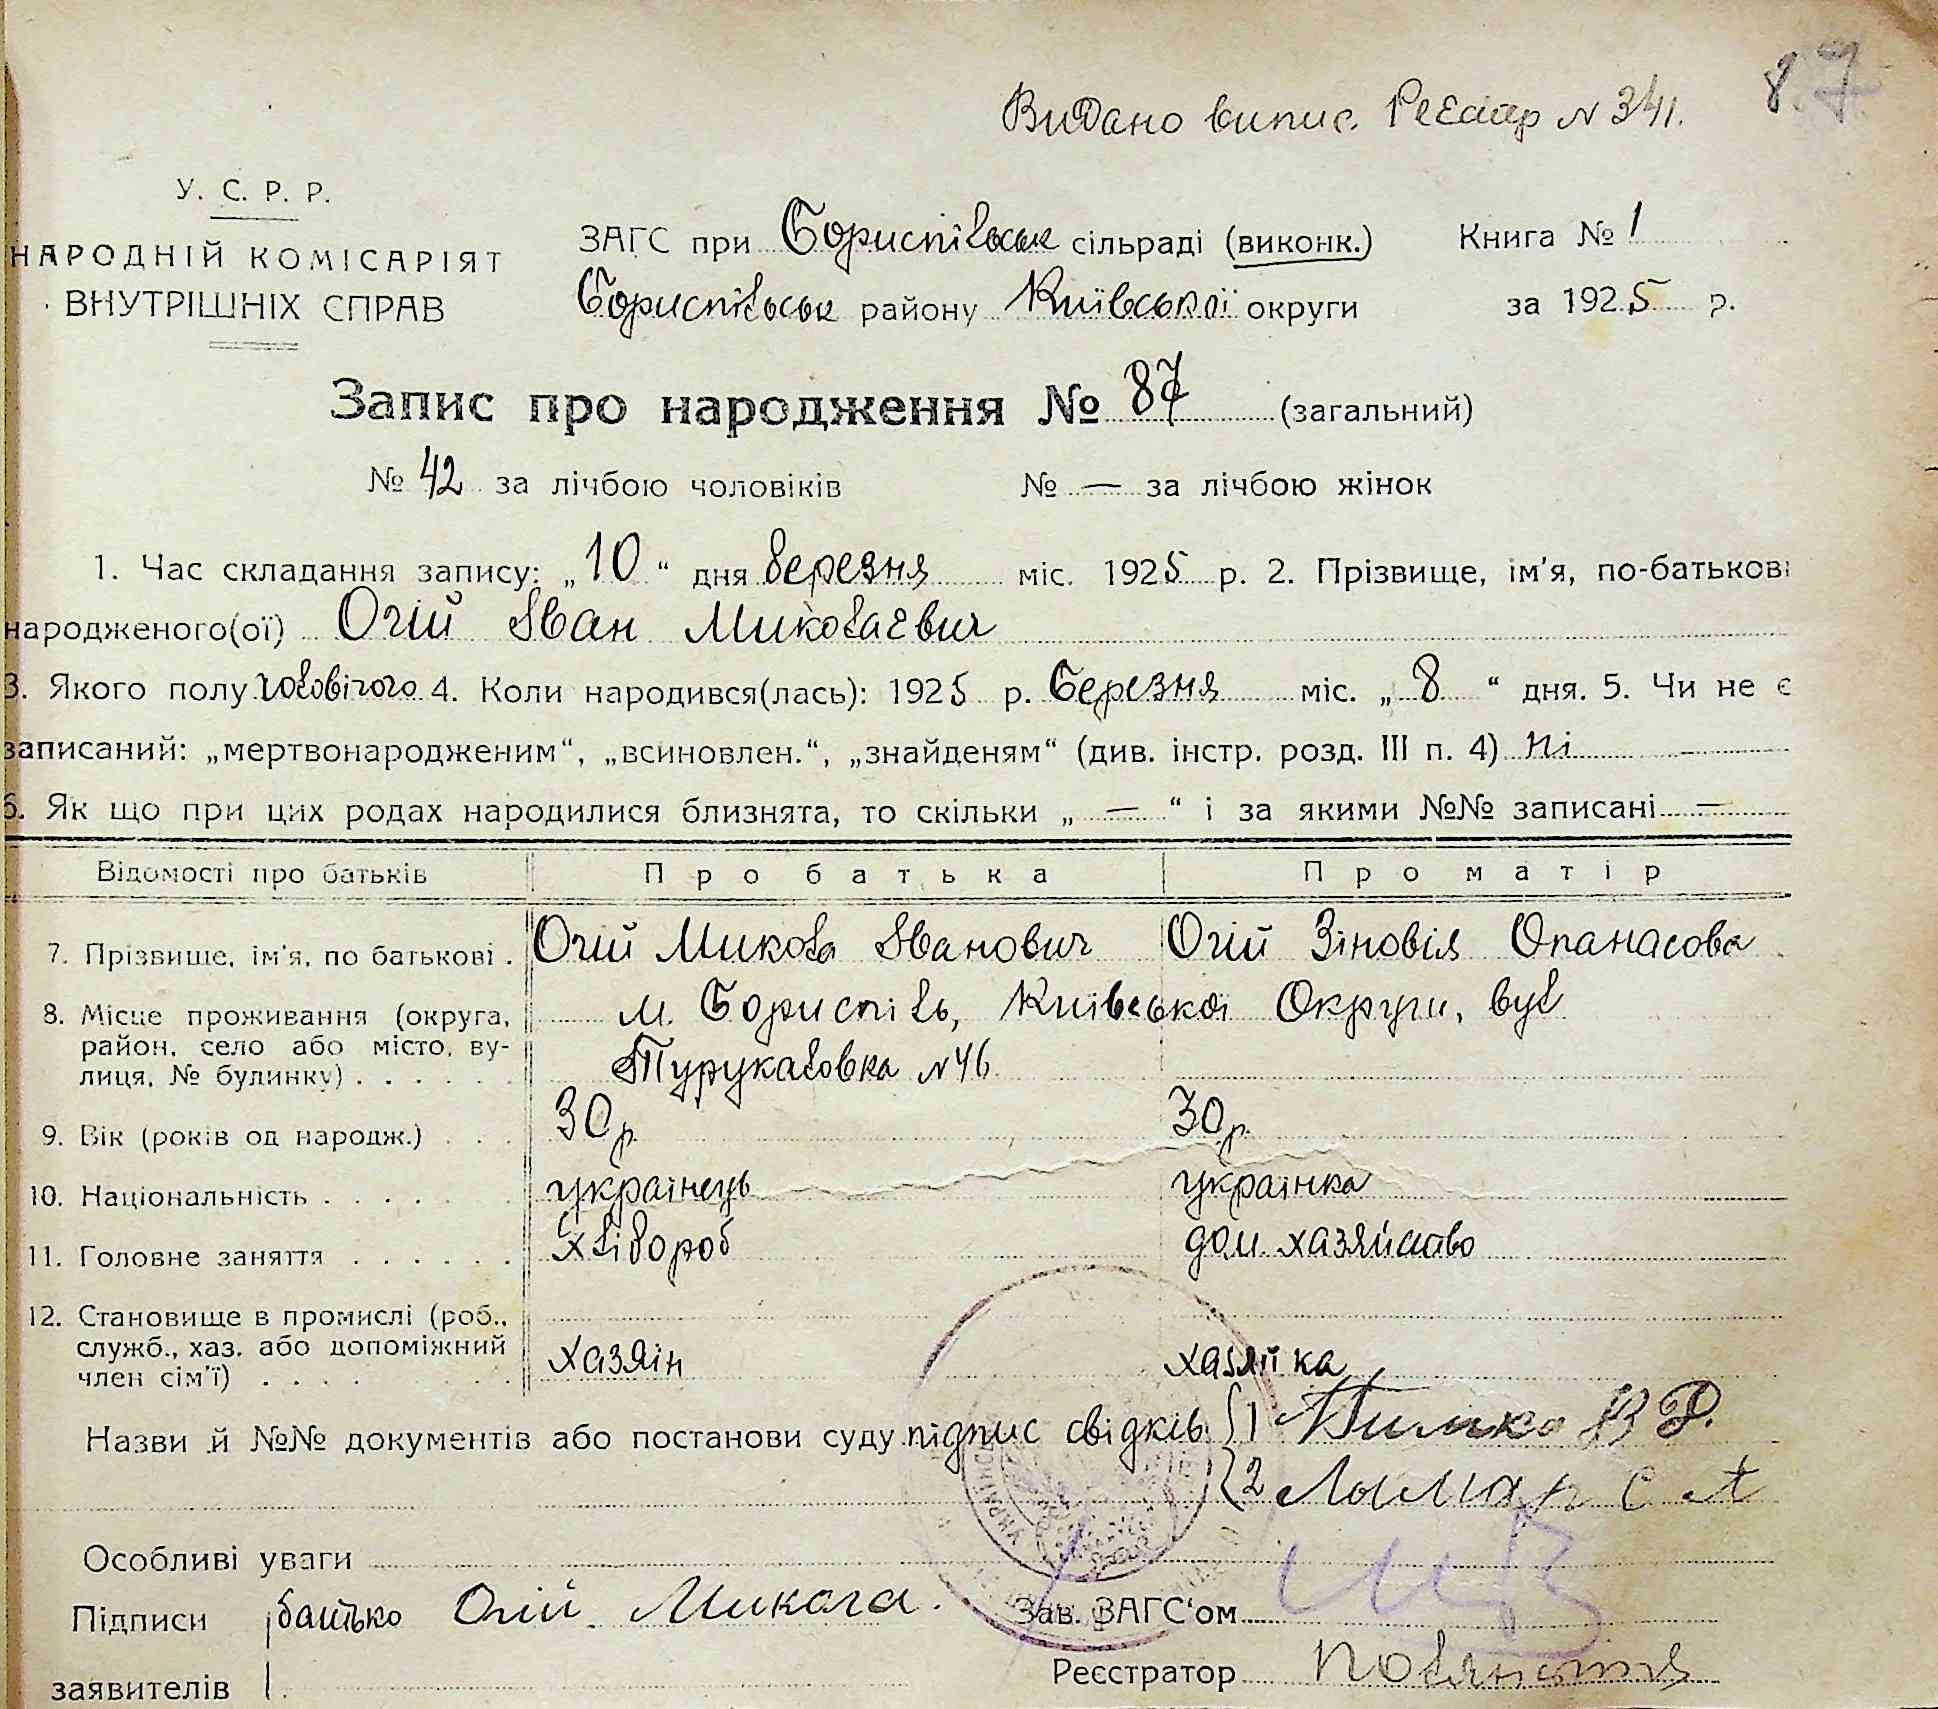 Видано випис. Реєстр N 341.
87
У. С. Р. Р.
НАРОДНІЙ КОМІСАРІЯТ
ВНУТРІШНІХ СПРАВ
ЗАГС при Бориспільськ сільраді (виконк.)
Бориспільськ району Київської округи
Книга № 1
за 1925 р.
Запис про народження № 87 (загальний)
№ 42 за лічбою чоловіків № — за лічбою жінок
1. Час складання запису: „10“ дня березня міс. 1925 р. 2. Прізвище, ім'я, по-батькові
народженого(ої) Огій Іван Миколаєвич
3. Якого полу чоловічого 4. Коли народився(лась): 1925 р. березня міс. „8“ дня. 5. Чи не є
записаний: „мертвонародженим“, „всиновлен.“, „знайденям“ (див. інстр. розд. III п. 4) ні
6. Як що при цих родах народилися близнята, то скільки „—“ і за якими №№ записані —
Відомості про батьків Про батька Про матір
7. Прізвище, ім'я, по батькові . Огій Микола Іванович Огій Зіновія Опанасова
8. Місце проживання (округа, район, село або місто, вулиця, № будинку) . . . . . . м. Бориспіль, Київської Округи, вул
Турукаловка N 46
9. Вік (років од народж.) . . . 30 р. 30 р.
10. Національність . . . . . . українець українка
11. Головне заняття . . . . . . хлібороб дом. хазяйство
12. Становище в промислі (роб., служб., хаз. або допоміжний член сім'ї) . . . . хазяїн хазяйка
Назви й №№ документів або постанови суду підпис свідків 1
2
Особливі уваги
Підписи батько Огій Микола. Зав. ЗАГС'ом
заявителів Реєстратор